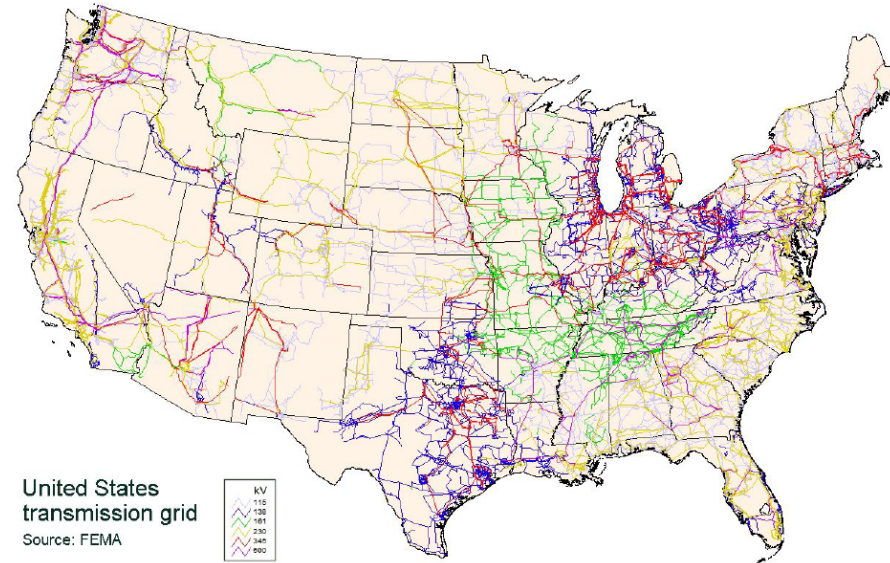 United States
transmission grid
Source: FEMA
kV
115
138
161
230
345
500